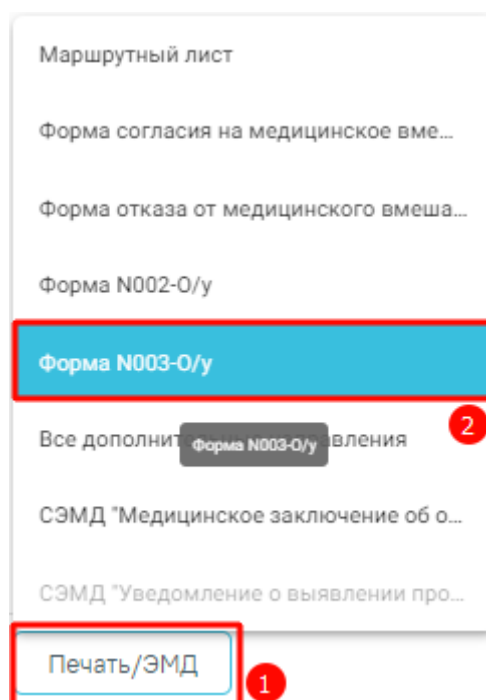 Маршрутный лист
Форма согласия на медицинское вме...
Форма отказа от медицинского вмеша...
Форма N002-О/у
Форма N003-О/у
2
Все дополнит авления
Форма N003-О/у
СЭМД "Медицинское заключение об о...
СЭМД "Уведомление о выявлении про...
Печать/ЭМД
1